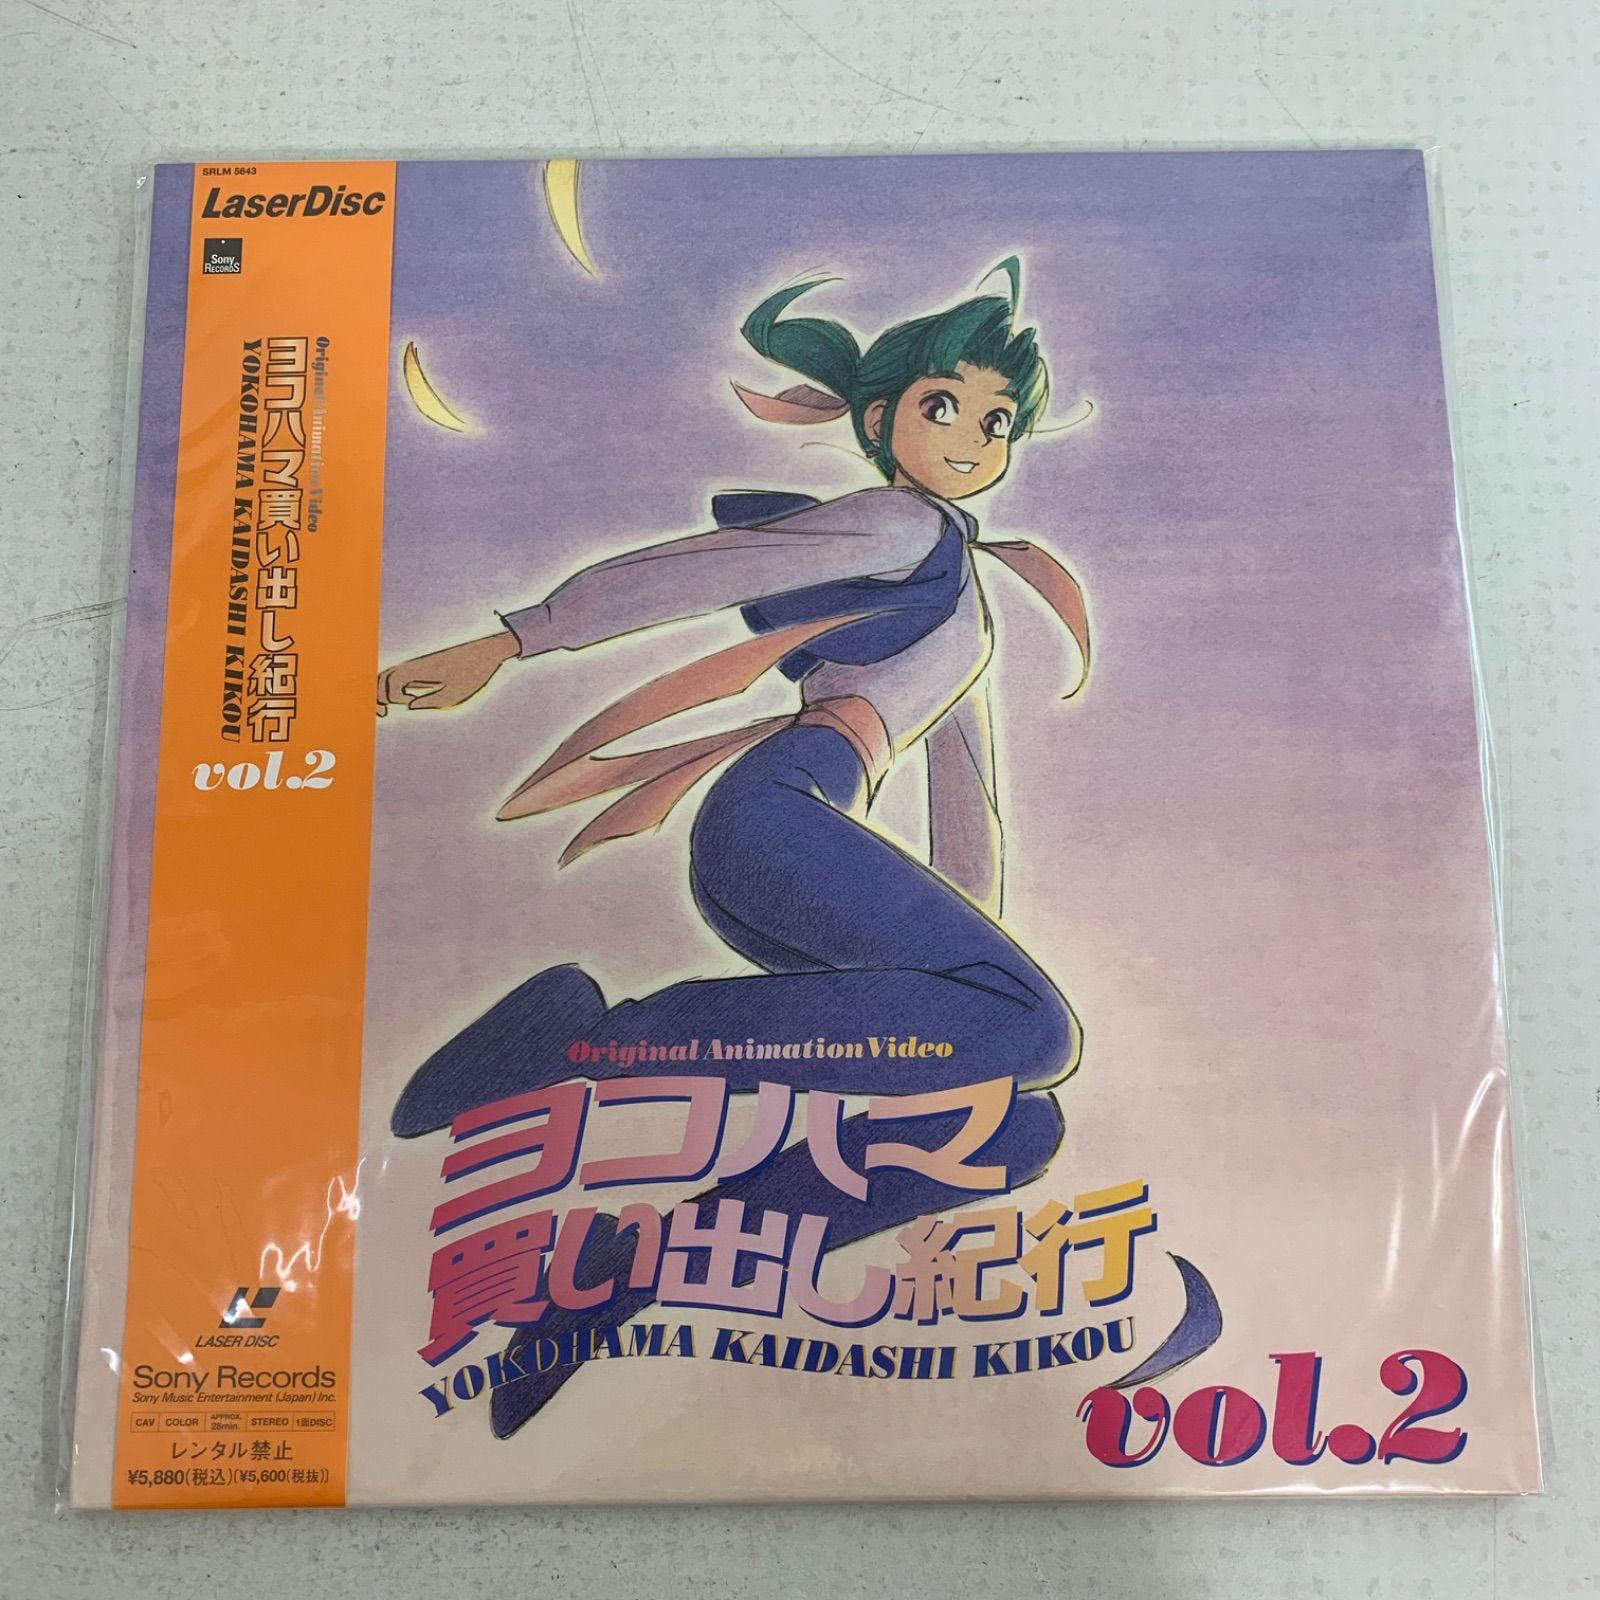 SRLM 5643
LaserDisc
Sony
RECORDS
Original Animation Video
ヨコハマ買い出し紀行
YOKOHAMA KAIDASHI KIKOU
vol.2
LASER DISC
Sony Records
Sony Music Entertainment (Japan) Inc.
CAV COLOR APPROX. 28min. STEREO 1面DISC
レンタル禁止
¥5,880(税込)〔¥5,600(税抜)〕
Original Animation Video
ヨコハマ
買い出し紀行
YOKOHAMA KAIDASHI KIKOU
vol.2